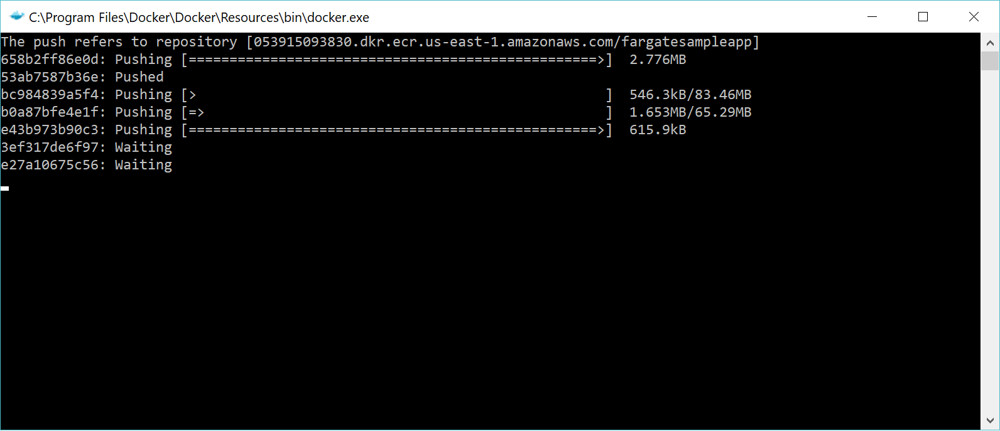 C:\Program Files\Docker\Docker\Resources\bin\docker.exe
The push refers to repository [053915093830.dkr.ecr.us-east-1.amazonaws.com/fargatesampleapp]
658b2ff86e0d: Pushing [==================================================>]  2.776MB
53ab7587b36e: Pushed
bc984839a5f4: Pushing [>                                                  ]  546.3kB/83.46MB
b0a87bfe4e1f: Pushing [=>                                                 ]  1.653MB/65.29MB
e43b973b90c3: Pushing [==================================================>]  615.9kB
3ef317de6f97: Waiting
e27a10675c56: Waiting